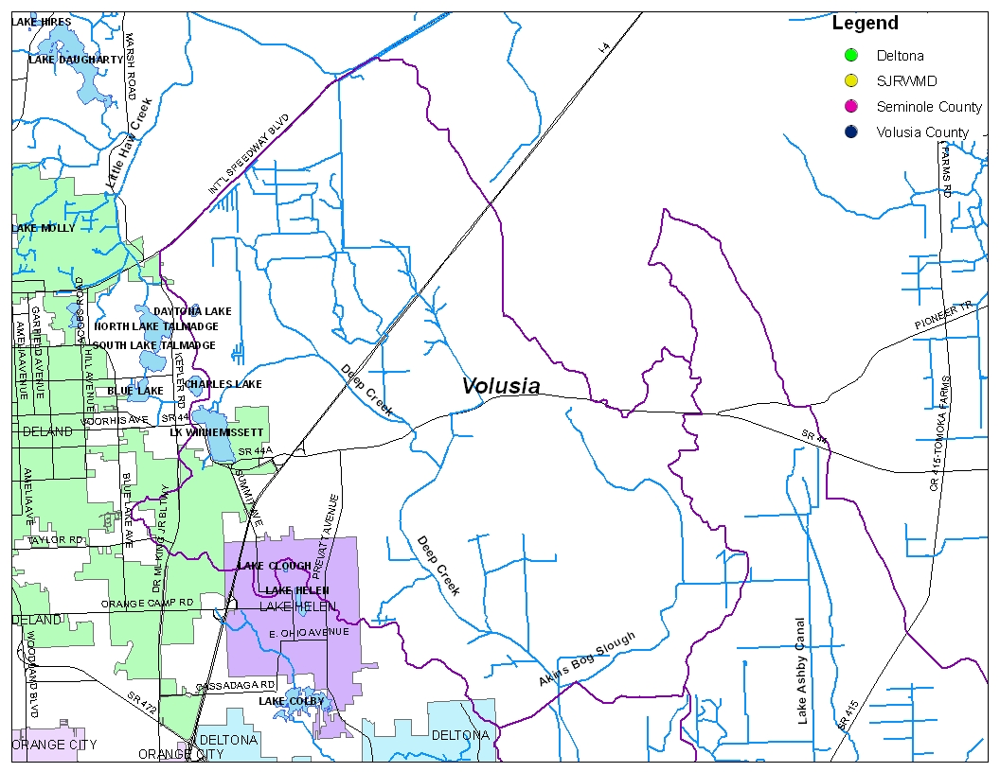 LAKE HIRES
Legend
Deltona
SJRWMD
Seminole County
Volusia County
LAKE DAUGHARTY
MARSH ROAD
I-4
Little Haw Creek
INT'L SPEEDWAY BLVD
FARMS RD
LAKE MOLLY
DAYTONA LAKE
NORTH LAKE TALMADGE
SOUTH LAKE TALMADGE
PIONEER TR
GARFIELD AVENUE
AMELIA AVENUE
HILL AVENUE
KEPLER RD
BLUE LAKE
CHARLES LAKE
Deep Creek
Volusia
VOORHIS AVE
SR 44
DELAND
LK WINNEMISSETT
SR 44A
SR 44
CR 415-TOMOKA FARMS
AMELIA AVE
BLUE LAKE AVE
DR ML KING JR BLTWY
SUMMIT AVE
PREVATT AVENUE
TAYLOR RD
LAKE CLOUGH
Deep Creek
LAKE HELEN
ORANGE CAMP RD
LAKE HELEN
DELAND
E. OHIO AVENUE
WOODLAND BLVD
Akins Bog Slough
Lake Ashby Canal
CASSADAGA RD
SR 472
LAKE COLBY
SR 415
ORANGE CITY
DELTONA
DELTONA
ORANGE CITY